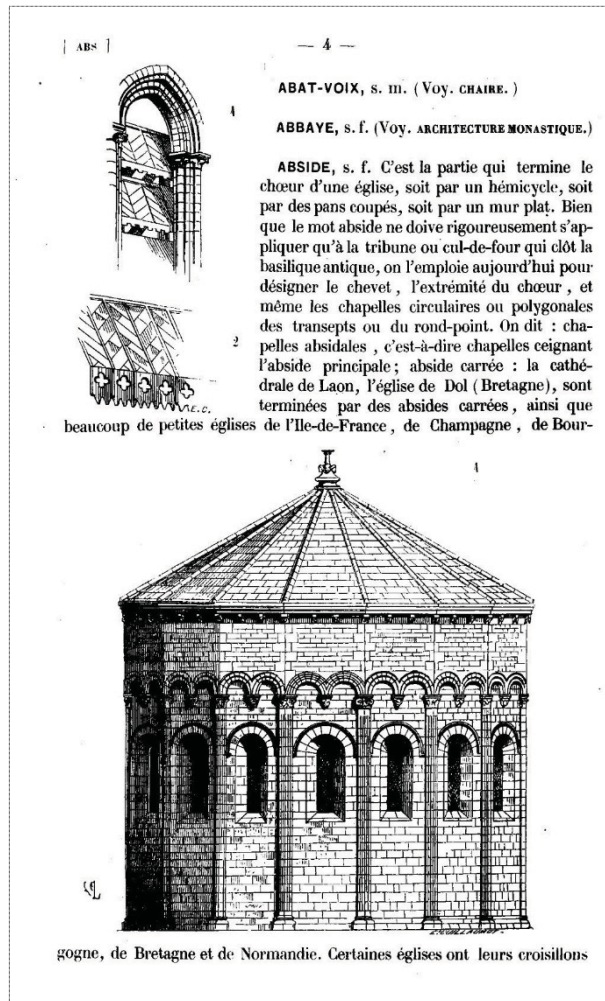 [ ABS ]
— 4 —
ABAT-VOIX, s. m. (Voy. CHAIRE. )
1
ABBAYE, s. f. (Voy. ARCHITECTURE MONASTIQUE.)
ABSIDE, s. f. C'est la partie qui termine le
chœur d'une église, soit par un hémicycle, soit
par des pans coupés, soit par un mur plat. Bien
que le mot abside ne doive rigoureusement s'ap-
pliquer qu'à la tribune ou cul-de-four qui clôt la
basilique antique, on l'emploie aujourd'hui pour
désigner le chevet, l'extrémité du chœur, et
même les chapelles circulaires ou polygonales
des transepts ou du rond-point. On dit : cha-
2
pelles absidales, c'est-à-dire chapelles ceignant
l'abside principale ; abside carrée : la cathé-
drale de Laon, l'église de Dol (Bretagne), sont
E.G.
terminées par des absides carrées, ainsi que
beaucoup de petites églises de l'Ile-de-France, de Champagne, de Bour-
1
gogne, de Bretagne et de Normandie. Certaines églises ont leurs croisillons